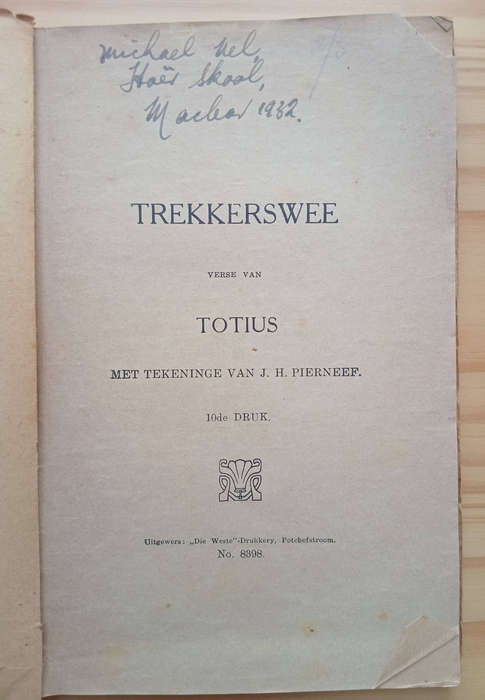 Michael Nel,
Hoër Skool,
Maclear 1932.
TREKKERSWEE
VERSE VAN
TOTIUS
MET TEKENINGE VAN J. H. PIERNEEF.
10de DRUK.
Uitgewers: „Die Weste"-Drukkery, Potchefstroom.
No. 8398.